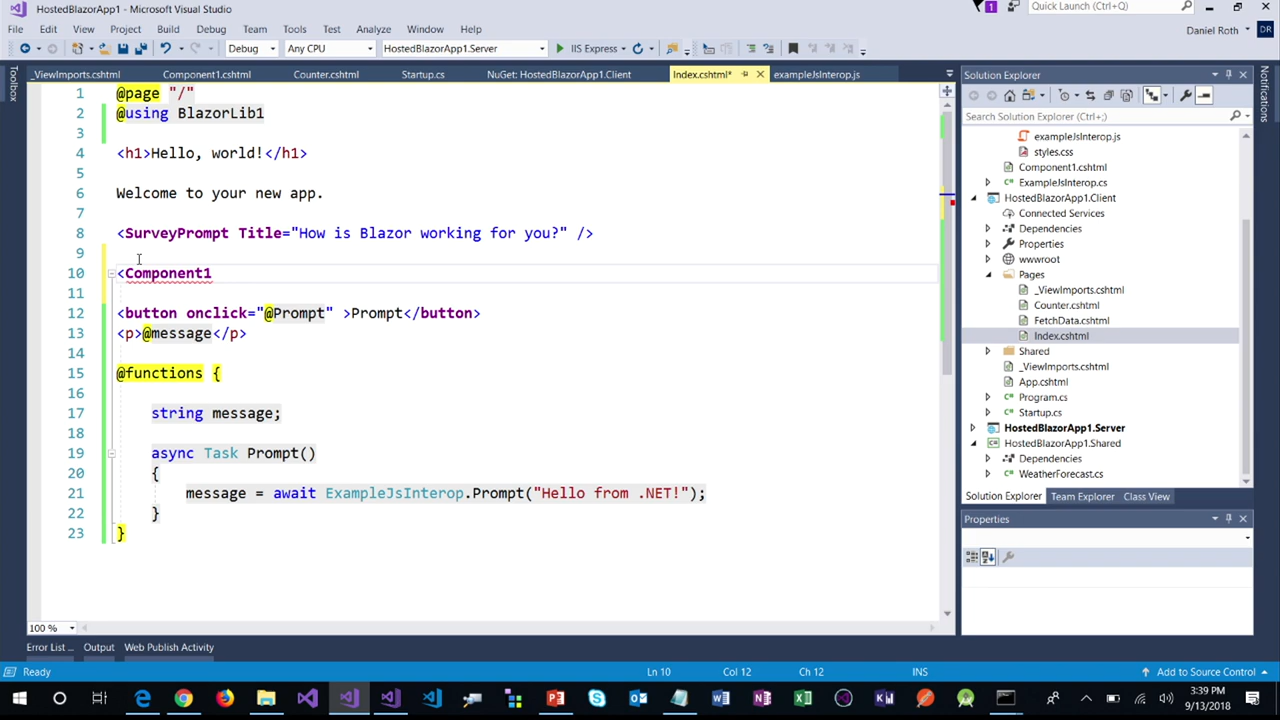 HostedBlazorApp1 - Microsoft Visual Studio
1
Quick Launch (Ctrl+Q)
File Edit View Project Build Debug Team Tools Test Analyze Window Help
Daniel Roth
DR
Debug Any CPU HostedBlazorApp1.Server IIS Express
Toolbox
_ViewImports.cshtml Component1.cshtml Counter.cshtml Startup.cs NuGet: HostedBlazorApp1.Client Index.cshtml* exampleJsInterop.js
1 @page "/"
2 @using BlazorLib1
3
4 <h1>Hello, world!</h1>
5
6 Welcome to your new app.
7
8 <SurveyPrompt Title="How is Blazor working for you?" />
9
10 <Component1
11
12 <button onclick="@Prompt" >Prompt</button>
13 <p>@message</p>
14
15 @functions {
16
17 string message;
18
19 async Task Prompt()
20 {
21 message = await ExampleJsInterop.Prompt("Hello from .NET!");
22 }
23 }
100 %
Solution Explorer
Search Solution Explorer (Ctrl+;)
exampleJsInterop.js
styles.css
Component1.cshtml
ExampleJsInterop.cs
HostedBlazorApp1.Client
Connected Services
Dependencies
Properties
wwwroot
Pages
_ViewImports.cshtml
Counter.cshtml
FetchData.cshtml
Index.cshtml
Shared
_ViewImports.cshtml
App.cshtml
Program.cs
Startup.cs
HostedBlazorApp1.Server
HostedBlazorApp1.Shared
Dependencies
WeatherForecast.cs
Solution Explorer Team Explorer Class View
Properties
Notifications
Error List ... Output Web Publish Activity
Ready Ln 10 Col 12 Ch 12 INS Add to Source Control
3:39 PM
9/13/2018